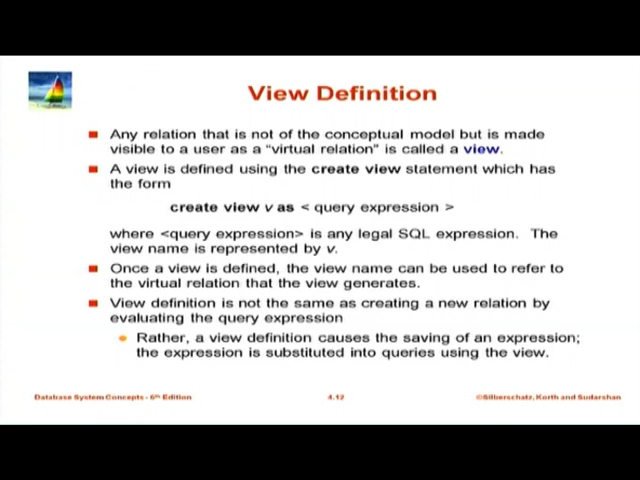 View Definition
Any relation that is not of the conceptual model but is made
visible to a user as a "virtual relation" is called a view.
A view is defined using the create view statement which has
the form
create view v as < query expression >
where <query expression> is any legal SQL expression. The
view name is represented by v.
Once a view is defined, the view name can be used to refer to
the virtual relation that the view generates.
View definition is not the same as creating a new relation by
evaluating the query expression
Rather, a view definition causes the saving of an expression;
the expression is substituted into queries using the view.
Database System Concepts - 6th Edition
4.12
©Silberschatz, Korth and Sudarshan